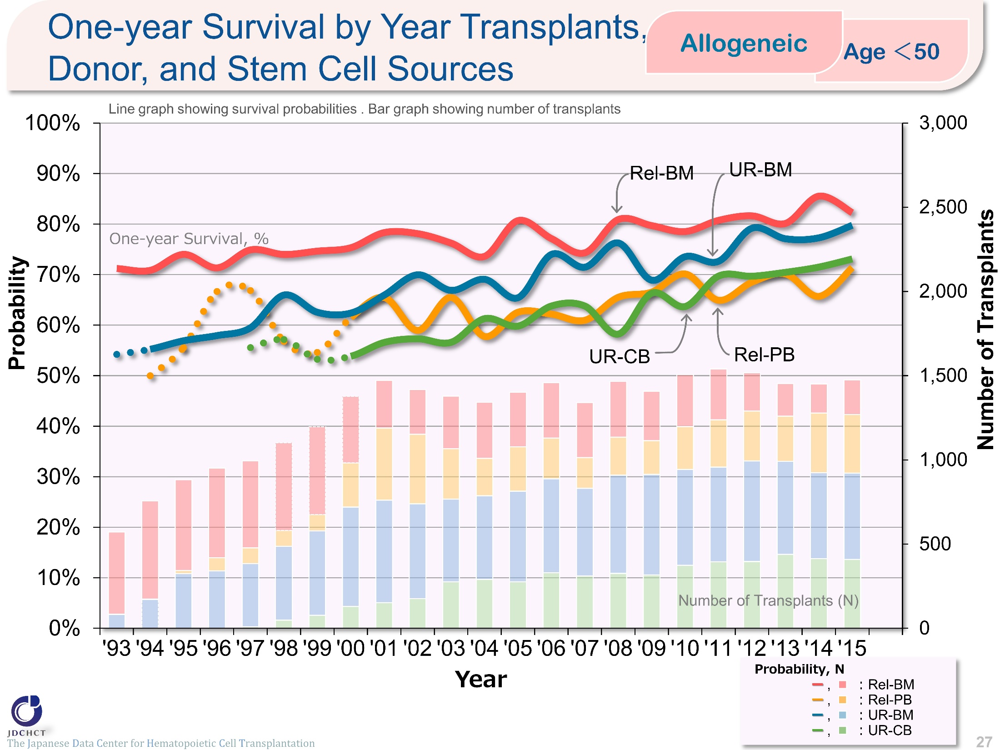 One-year Survival by Year Transplants,
Donor, and Stem Cell Sources
Allogeneic
Age ＜50
Line graph showing survival probabilities . Bar graph showing number of transplants
100%
90%
80%
70%
60%
50%
40%
30%
20%
10%
0%
Probability
3,000
2,500
2,000
1,500
1,000
500
0
Number of Transplants
One-year Survival, %
Rel-BM
UR-BM
UR-CB
Rel-PB
Number of Transplants (N)
'93 '94 '95 '96 '97 '98 '99 '00 '01 '02 '03 '04 '05 '06 '07 '08 '09 '10 '11 '12 '13 '14 '15
Year
Probability, N
, : Rel-BM
, : Rel-PB
, : UR-BM
, : UR-CB
JDCHCT
The Japanese Data Center for Hematopoietic Cell Transplantation
27